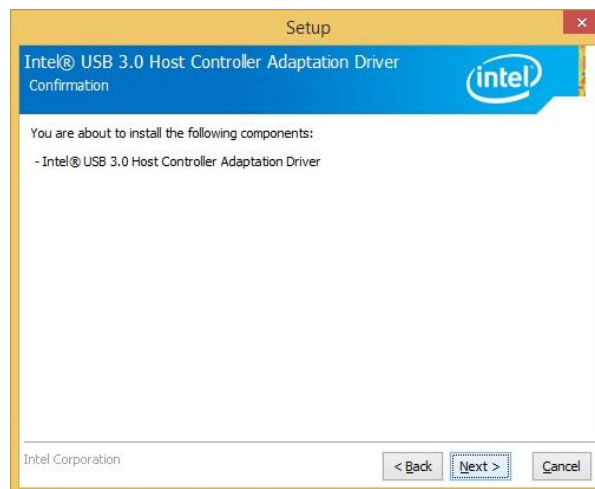 Setup
Intel® USB 3.0 Host Controller Adaptation Driver
Confirmation
intel
You are about to install the following components:
- Intel® USB 3.0 Host Controller Adaptation Driver
Intel Corporation
< Back
Next >
Cancel